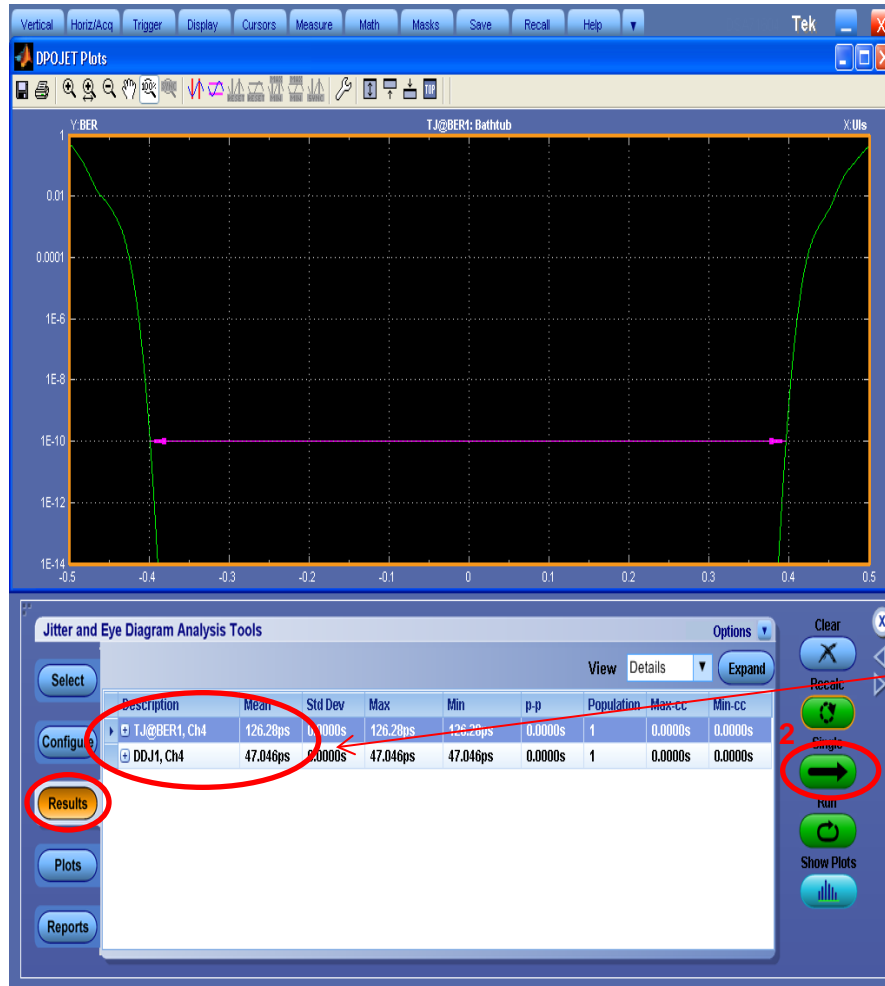 Vertical Horiz/Acq Trigger Display Cursors Measure Math Masks Save Recall Help Tek X
DPOJET Plots X
100%
TOP
Y:BER TJ@BER1: Bathtub X:UIs
1
0.01
0.0001
1E-6
1E-8
1E-10
1E-12
1E-14
-0.5 -0.4 -0.3 -0.2 -0.1 0 0.1 0.2 0.3 0.4 0.5
Jitter and Eye Diagram Analysis Tools Options Clear X
View Details Expand
Select Recalc
Description Mean Std Dev Max Min p-p Population Max-cc Min-cc
TJ@BER1, Ch4 126.28ps 0.0000s 126.28ps 126.28ps 0.0000s 1 0.0000s 0.0000s
Configure 2 Single
DDJ1, Ch4 47.046ps 0.0000s 47.046ps 47.046ps 0.0000s 1 0.0000s 0.0000s
Results Run
Plots Show Plots
Reports